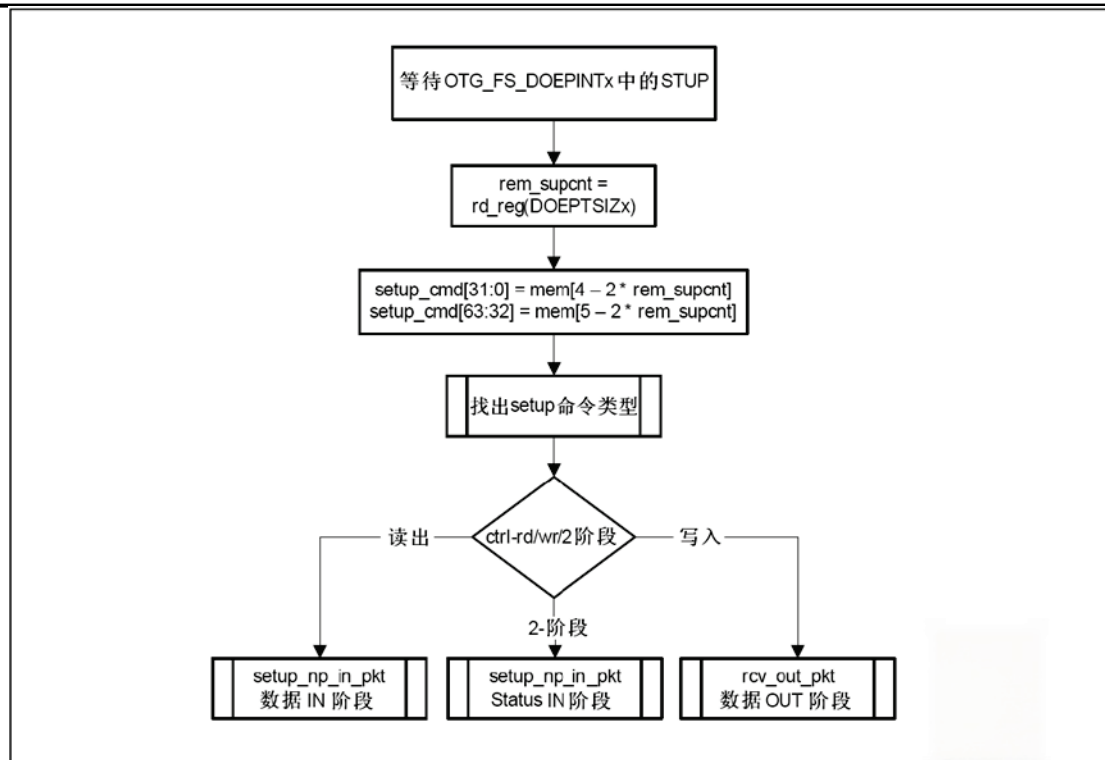 等待OTG_FS_DOEPINTx中的STUP
rem_supcnt =
rd_reg(DOEPTSIZx)
setup_cmd[31:0] = mem[4 – 2 * rem_supcnt]
setup_cmd[63:32] = mem[5 – 2 * rem_supcnt]
找出setup命令类型
读出
ctrl-rd/wr/2阶段
写入
2-阶段
setup_np_in_pkt
数据 IN 阶段
setup_np_in_pkt
Status IN 阶段
rcv_out_pkt
数据 OUT 阶段